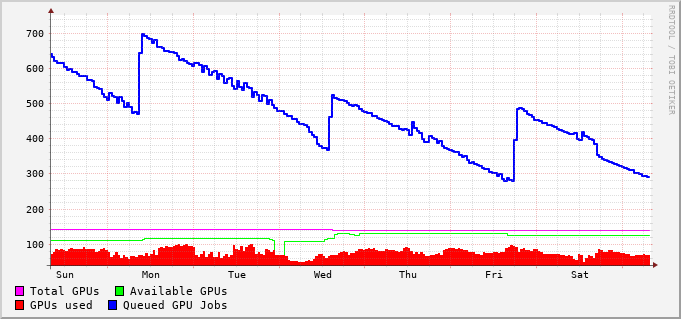 700
600
500
400
300
200
100
Sun Mon Tue Wed Thu Fri Sat
Total GPUs Available GPUs
GPUs used Queued GPU Jobs
RRDTOOL / TOBI OETIKER